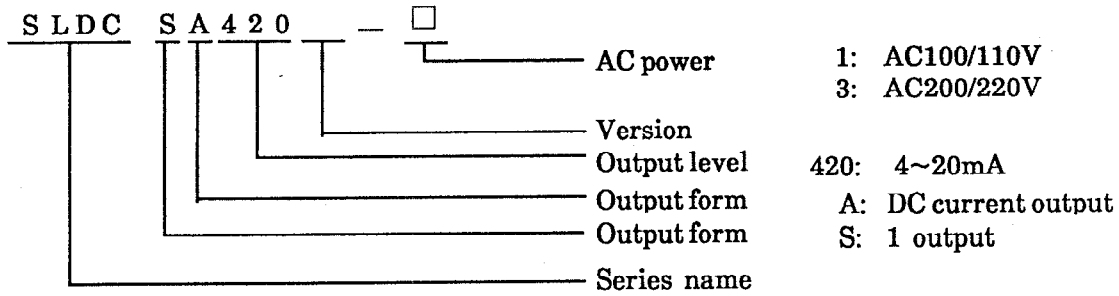 SLDC SA420 – □
AC power 1: AC100/110V
3: AC200/220V
Version
Output level 420: 4~20mA
Output form A: DC current output
Output form S: 1 output
Series name